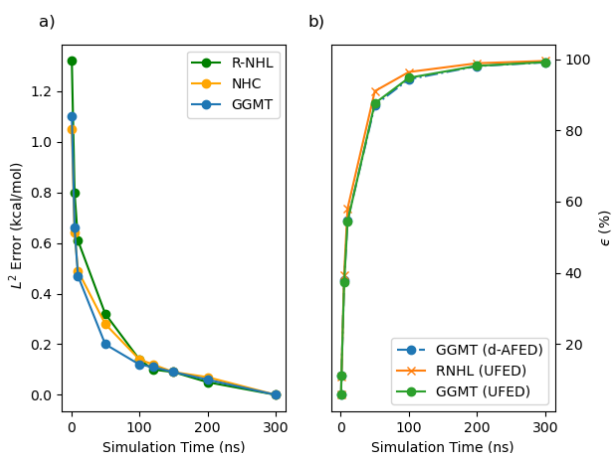 a)
R-NHL
NHC
GGMT
1.2
1.0
0.8
0.6
0.4
0.2
0.0
L² Error (kcal/mol)
0 100 200 300
Simulation Time (ns)
b)
100
80
60
40
20
ϵ (%)
GGMT (d-AFED)
RNHL (UFED)
GGMT (UFED)
0 100 200 300
Simulation Time (ns)